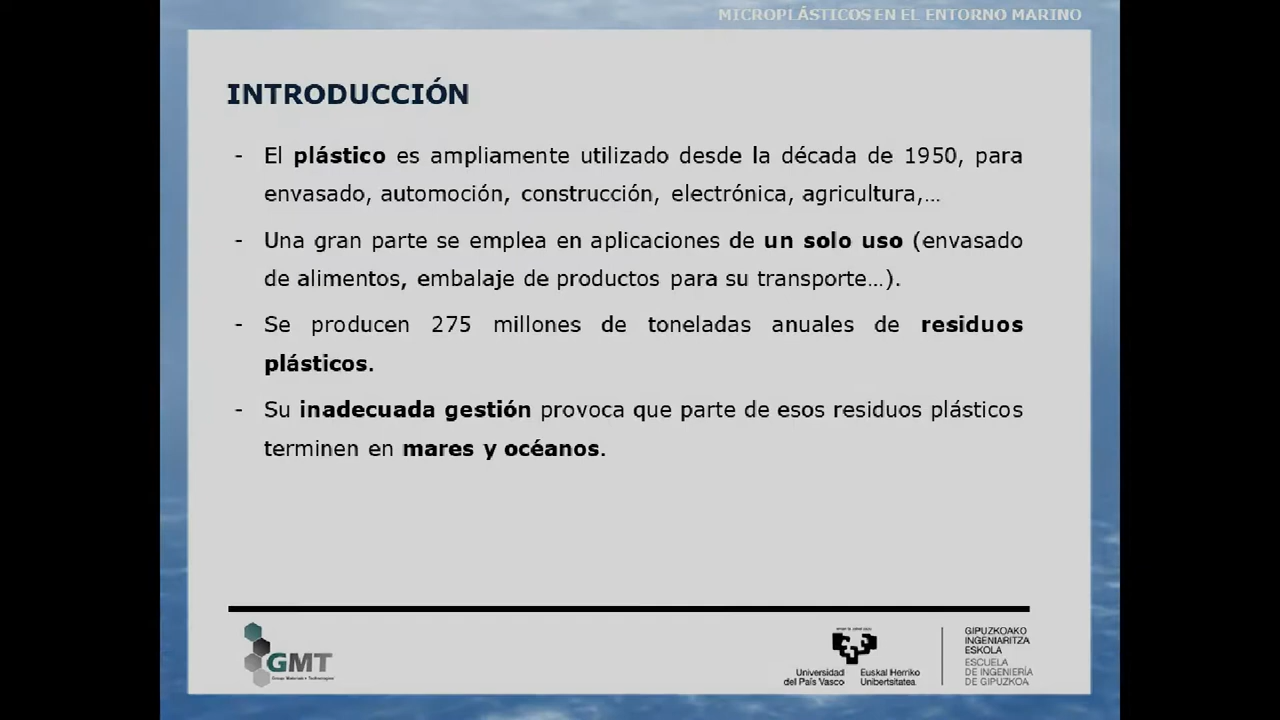 MICROPLÁSTICOS EN EL ENTORNO MARINO
INTRODUCCIÓN
- El plástico es ampliamente utilizado desde la década de 1950, para
envasado, automoción, construcción, electrónica, agricultura,...
- Una gran parte se emplea en aplicaciones de un solo uso (envasado
de alimentos, embalaje de productos para su transporte...).
- Se producen 275 millones de toneladas anuales de residuos
plásticos.
- Su inadecuada gestión provoca que parte de esos residuos plásticos
terminen en mares y océanos.
GMT
Universidad
del País Vasco
Euskal Herriko
Unibertsitatea
GIPUZKOAKO
INGENIARITZA
ESKOLA
ESCUELA
DE INGENIERÍA
DE GIPUZKOA